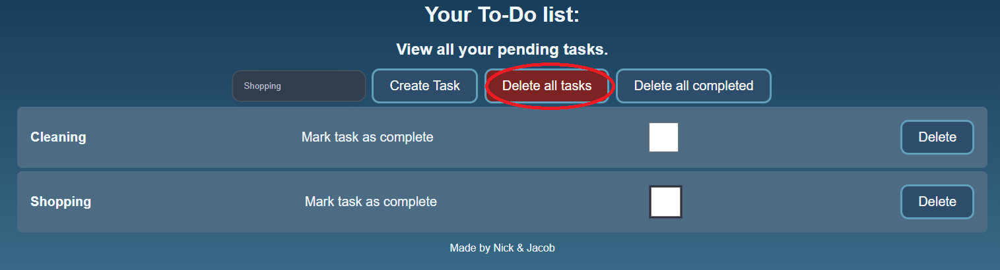 Your To-Do list:
View all your pending tasks.
Shopping Create Task Delete all tasks Delete all completed
Cleaning Mark task as complete Delete
Shopping Mark task as complete Delete
Made by Nick & Jacob